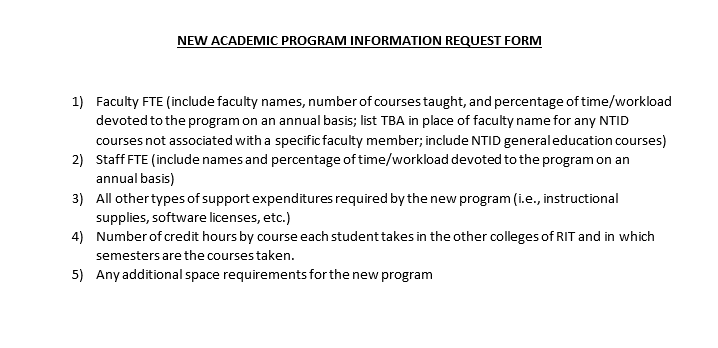 NEW ACADEMIC PROGRAM INFORMATION REQUEST FORM
1) Faculty FTE (include faculty names, number of courses taught, and percentage of time/workload
devoted to the program on an annual basis; list TBA in place of faculty name for any NTID
courses not associated with a specific faculty member; include NTID general education courses)
2) Staff FTE (include names and percentage of time/workload devoted to the program on an
annual basis)
3) All other types of support expenditures required by the new program (i.e., instructional
supplies, software licenses, etc.)
4) Number of credit hours by course each student takes in the other colleges of RIT and in which
semesters are the courses taken.
5) Any additional space requirements for the new program